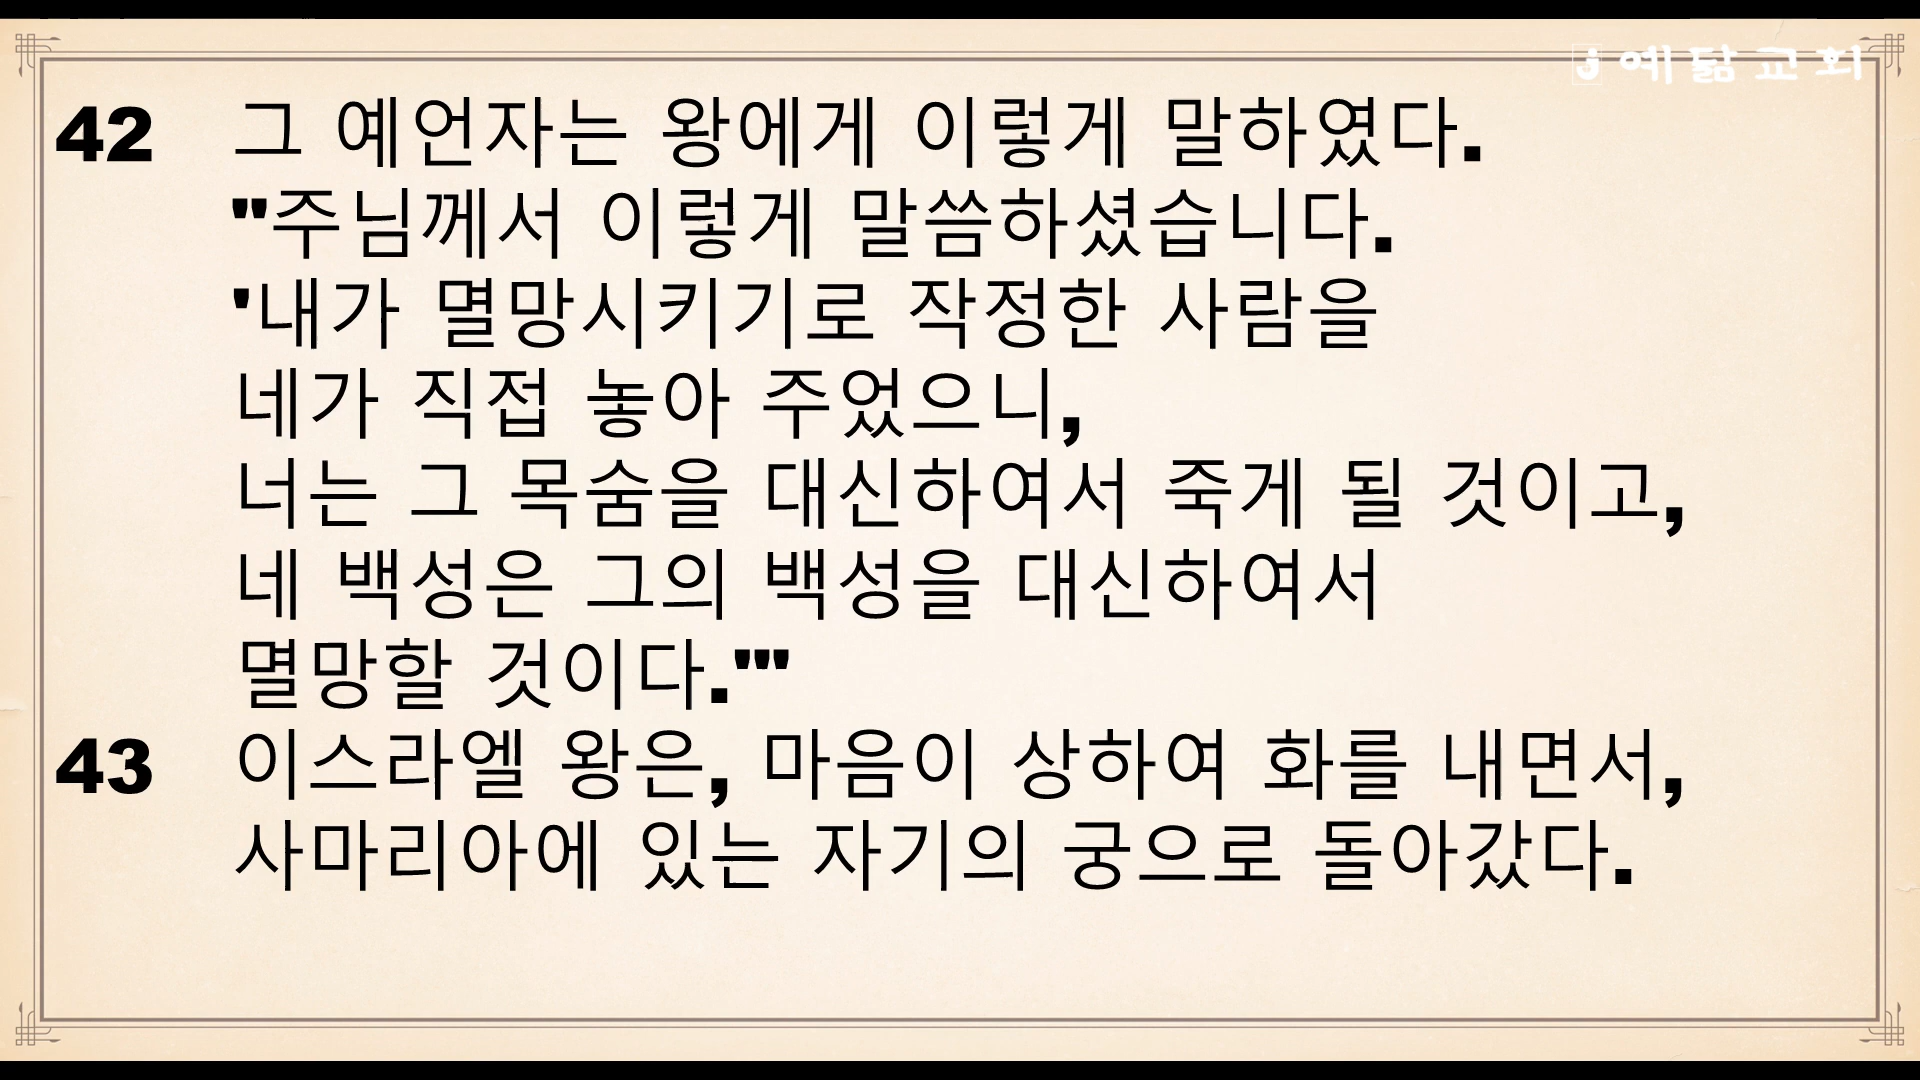 예닮교회
42 그 예언자는 왕에게 이렇게 말하였다.
"주님께서 이렇게 말씀하셨습니다.
'내가 멸망시키기로 작정한 사람을
네가 직접 놓아 주었으니,
너는 그 목숨을 대신하여서 죽게 될 것이고,
네 백성은 그의 백성을 대신하여서
멸망할 것이다.'"
43 이스라엘 왕은, 마음이 상하여 화를 내면서,
사마리아에 있는 자기의 궁으로 돌아갔다.